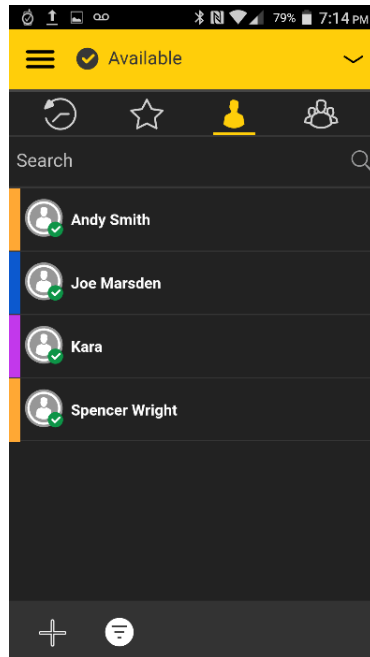 79% 7:14 PM
Available
Search
Andy Smith
Joe Marsden
Kara
Spencer Wright